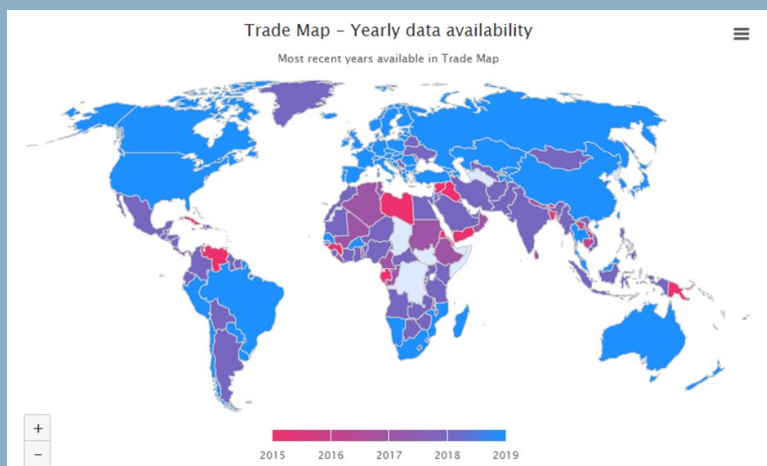 Trade Map – Yearly data availability
Most recent years available in Trade Map
+
−
2015 2016 2017 2018 2019